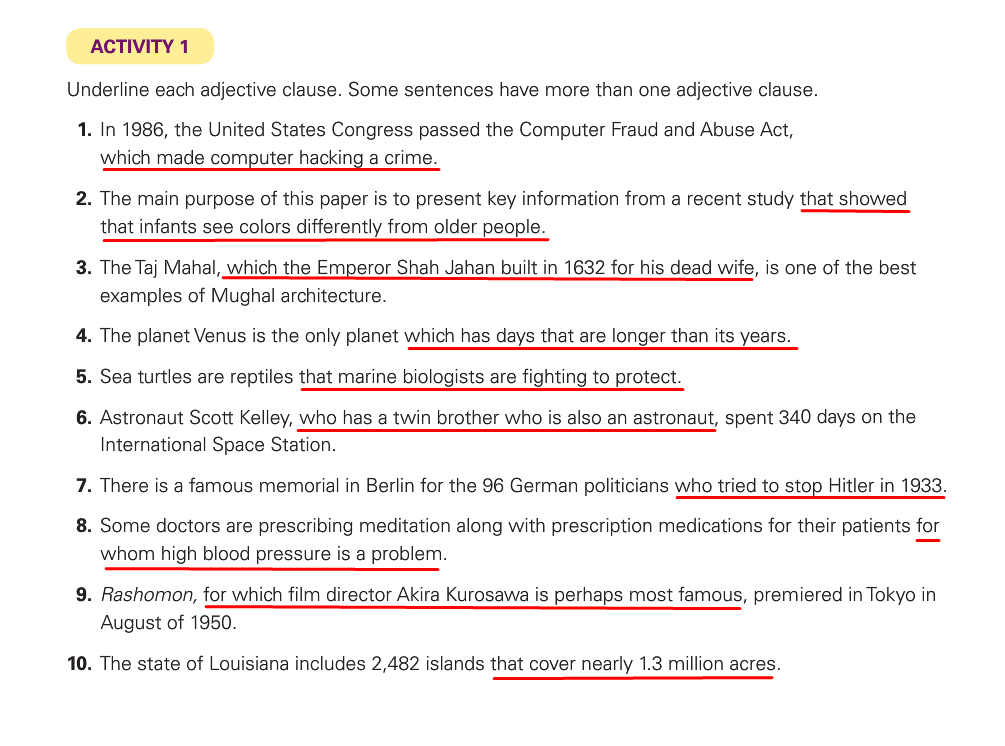 ACTIVITY 1
Underline each adjective clause. Some sentences have more than one adjective clause.
1. In 1986, the United States Congress passed the Computer Fraud and Abuse Act,
which made computer hacking a crime.
2. The main purpose of this paper is to present key information from a recent study that showed
that infants see colors differently from older people.
3. The Taj Mahal, which the Emperor Shah Jahan built in 1632 for his dead wife, is one of the best
examples of Mughal architecture.
4. The planet Venus is the only planet which has days that are longer than its years.
5. Sea turtles are reptiles that marine biologists are fighting to protect.
6. Astronaut Scott Kelley, who has a twin brother who is also an astronaut, spent 340 days on the
International Space Station.
7. There is a famous memorial in Berlin for the 96 German politicians who tried to stop Hitler in 1933.
8. Some doctors are prescribing meditation along with prescription medications for their patients for
whom high blood pressure is a problem.
9. Rashomon, for which film director Akira Kurosawa is perhaps most famous, premiered in Tokyo in
August of 1950.
10. The state of Louisiana includes 2,482 islands that cover nearly 1.3 million acres.